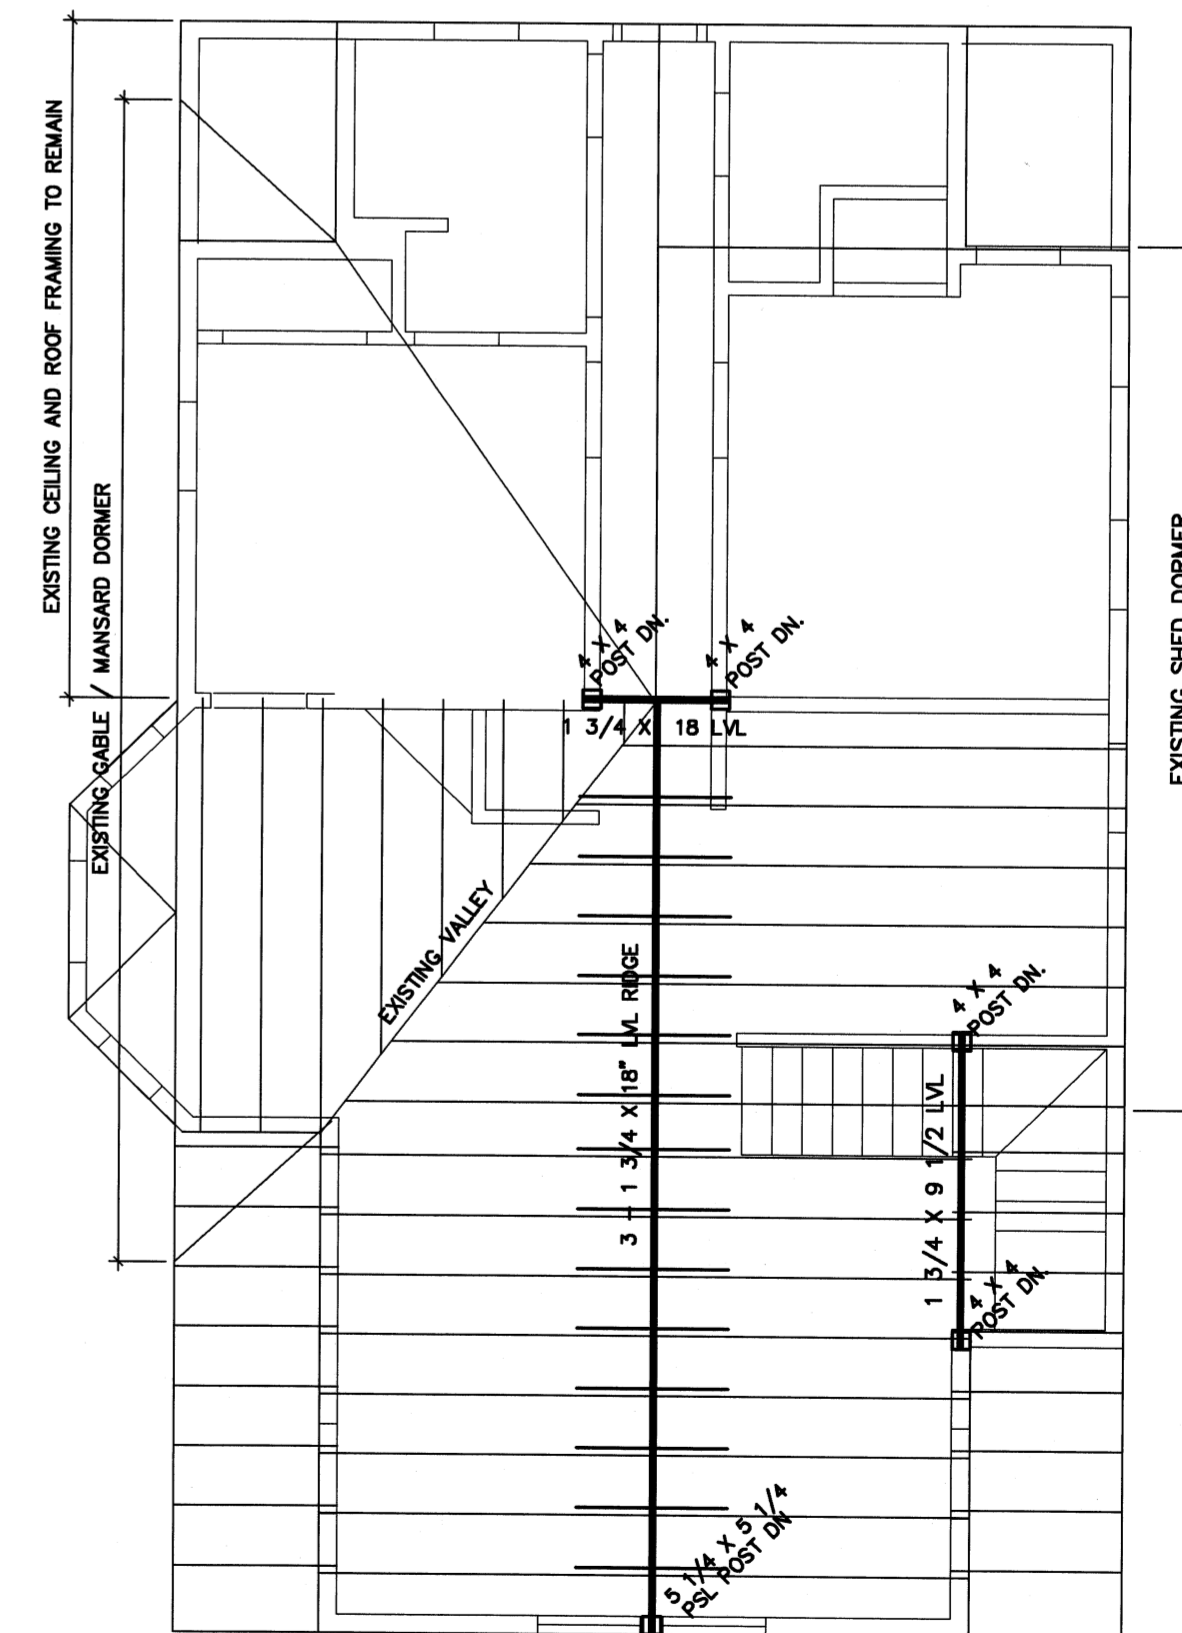 EXISTING CEILING AND ROOF FRAMING TO REMAIN
EXISTING GABLE / MANSARD DORMER
EXISTING SHED DORMER
4 X 4
POST DN.
4 X 4
POST DN.
1 3/4 X 18 LVL
EXISTING VALLEY
3 - 1 3/4 X 18" LVL RIDGE
4 X 4
POST DN.
1 3/4 X 9 1/2 LVL
4 X 4
POST DN.
5 1/4 X 5 1/4
PSL POST DN